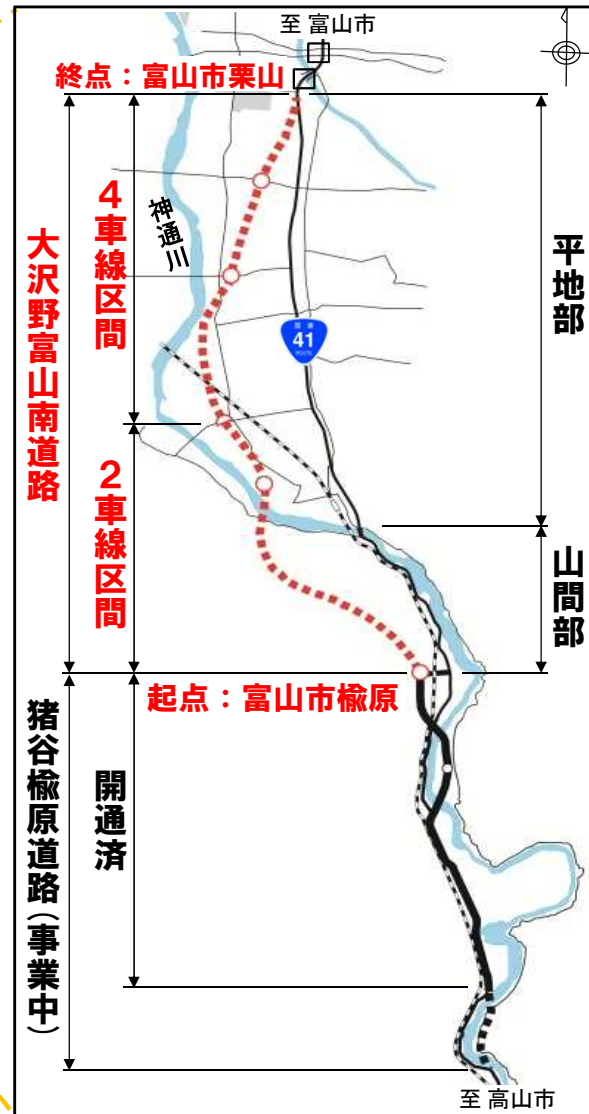 至 富山市
終点：富山市栗山
4車線区間
神通川
大沢野富山南道路
平地部
国道
41
ROUTE
2車線区間
山間部
起点：富山市楡原
猪谷楡原道路（事業中）
開通済
至 高山市